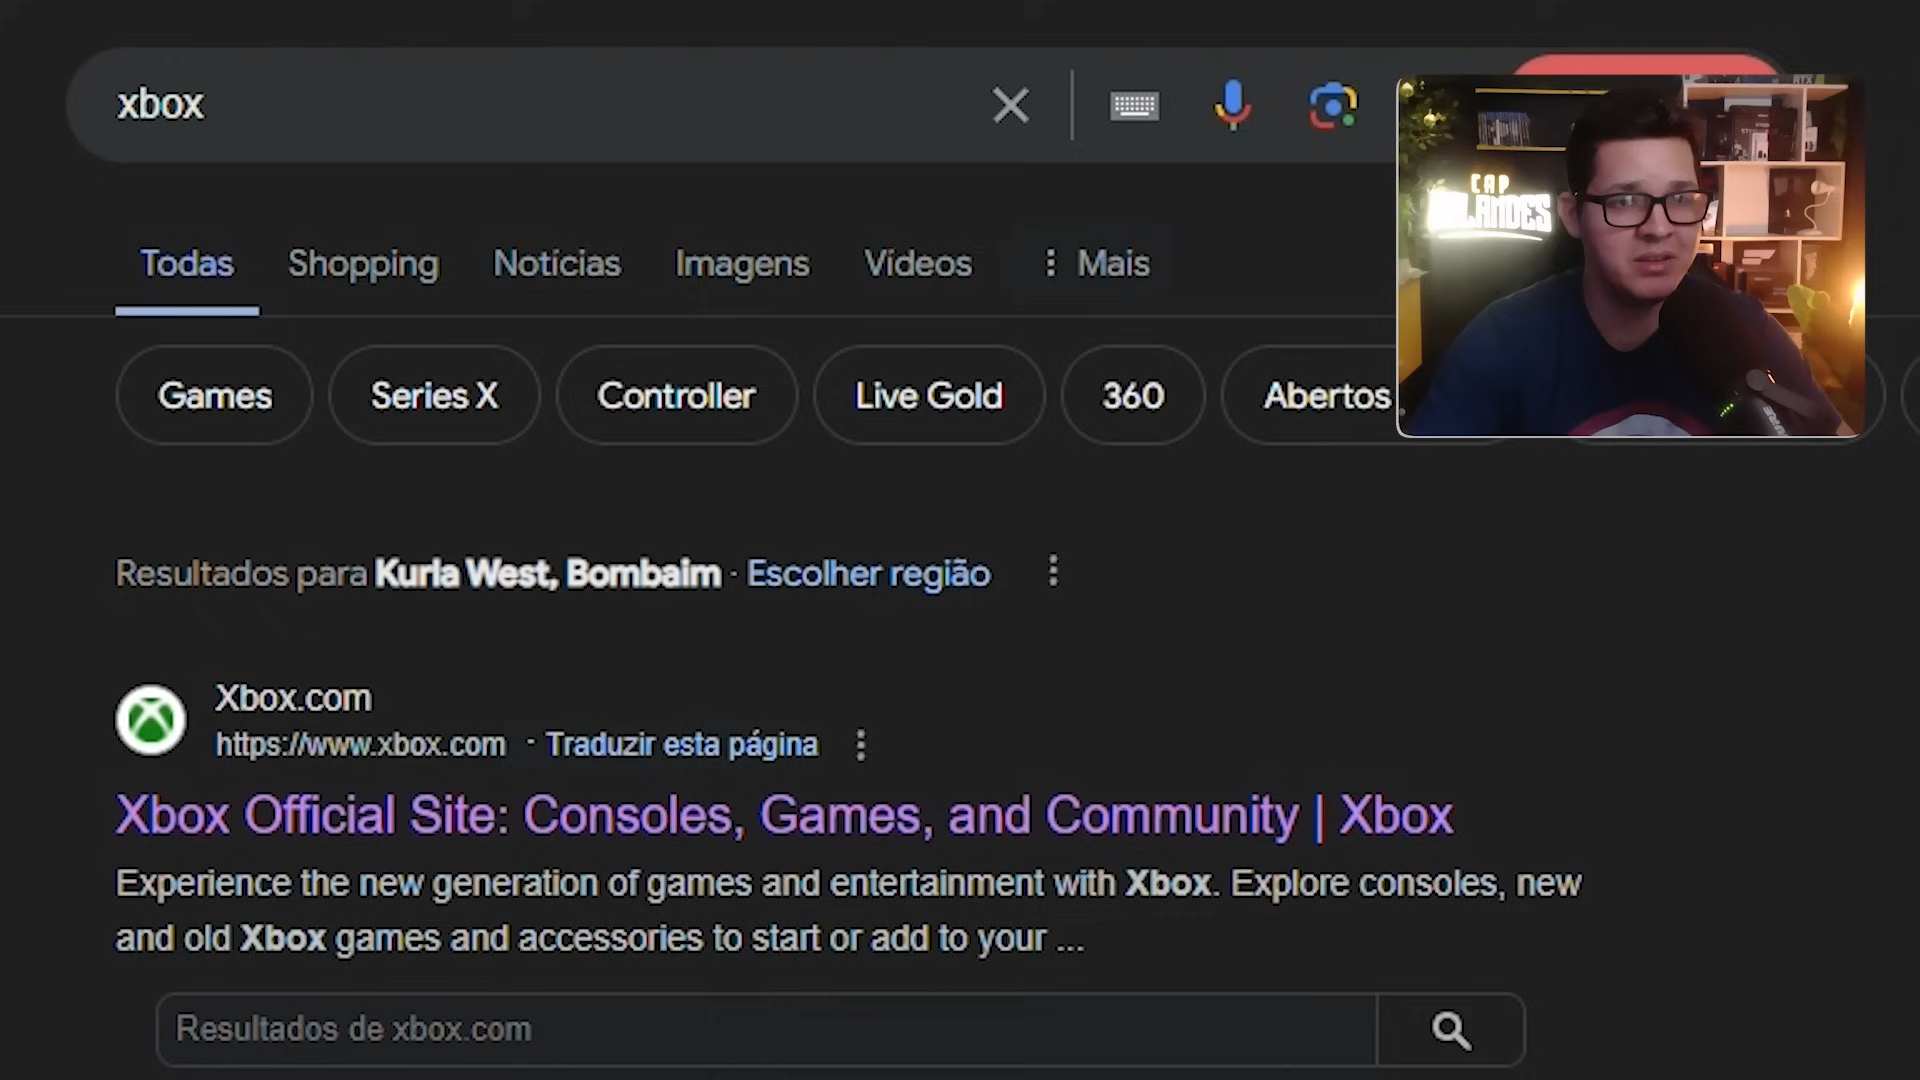 xbox
Todas Shopping Notícias Imagens Vídeos Mais
Games Series X Controller Live Gold 360 Abertos
CAP
Resultados para Kurla West, Bombaim · Escolher região
Xbox.com
https://www.xbox.com · Traduzir esta página
Xbox Official Site: Consoles, Games, and Community | Xbox
Experience the new generation of games and entertainment with Xbox. Explore consoles, new
and old Xbox games and accessories to start or add to your ...
Resultados de xbox.com